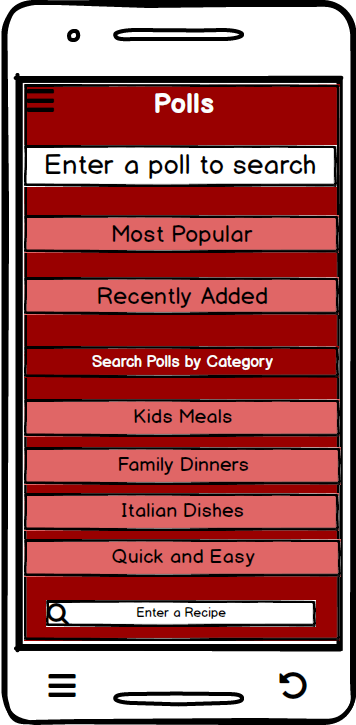 Polls
Enter a poll to search
Most Popular
Recently Added
Search Polls by Category
Kids Meals
Family Dinners
Italian Dishes
Quick and Easy
Enter a Recipe